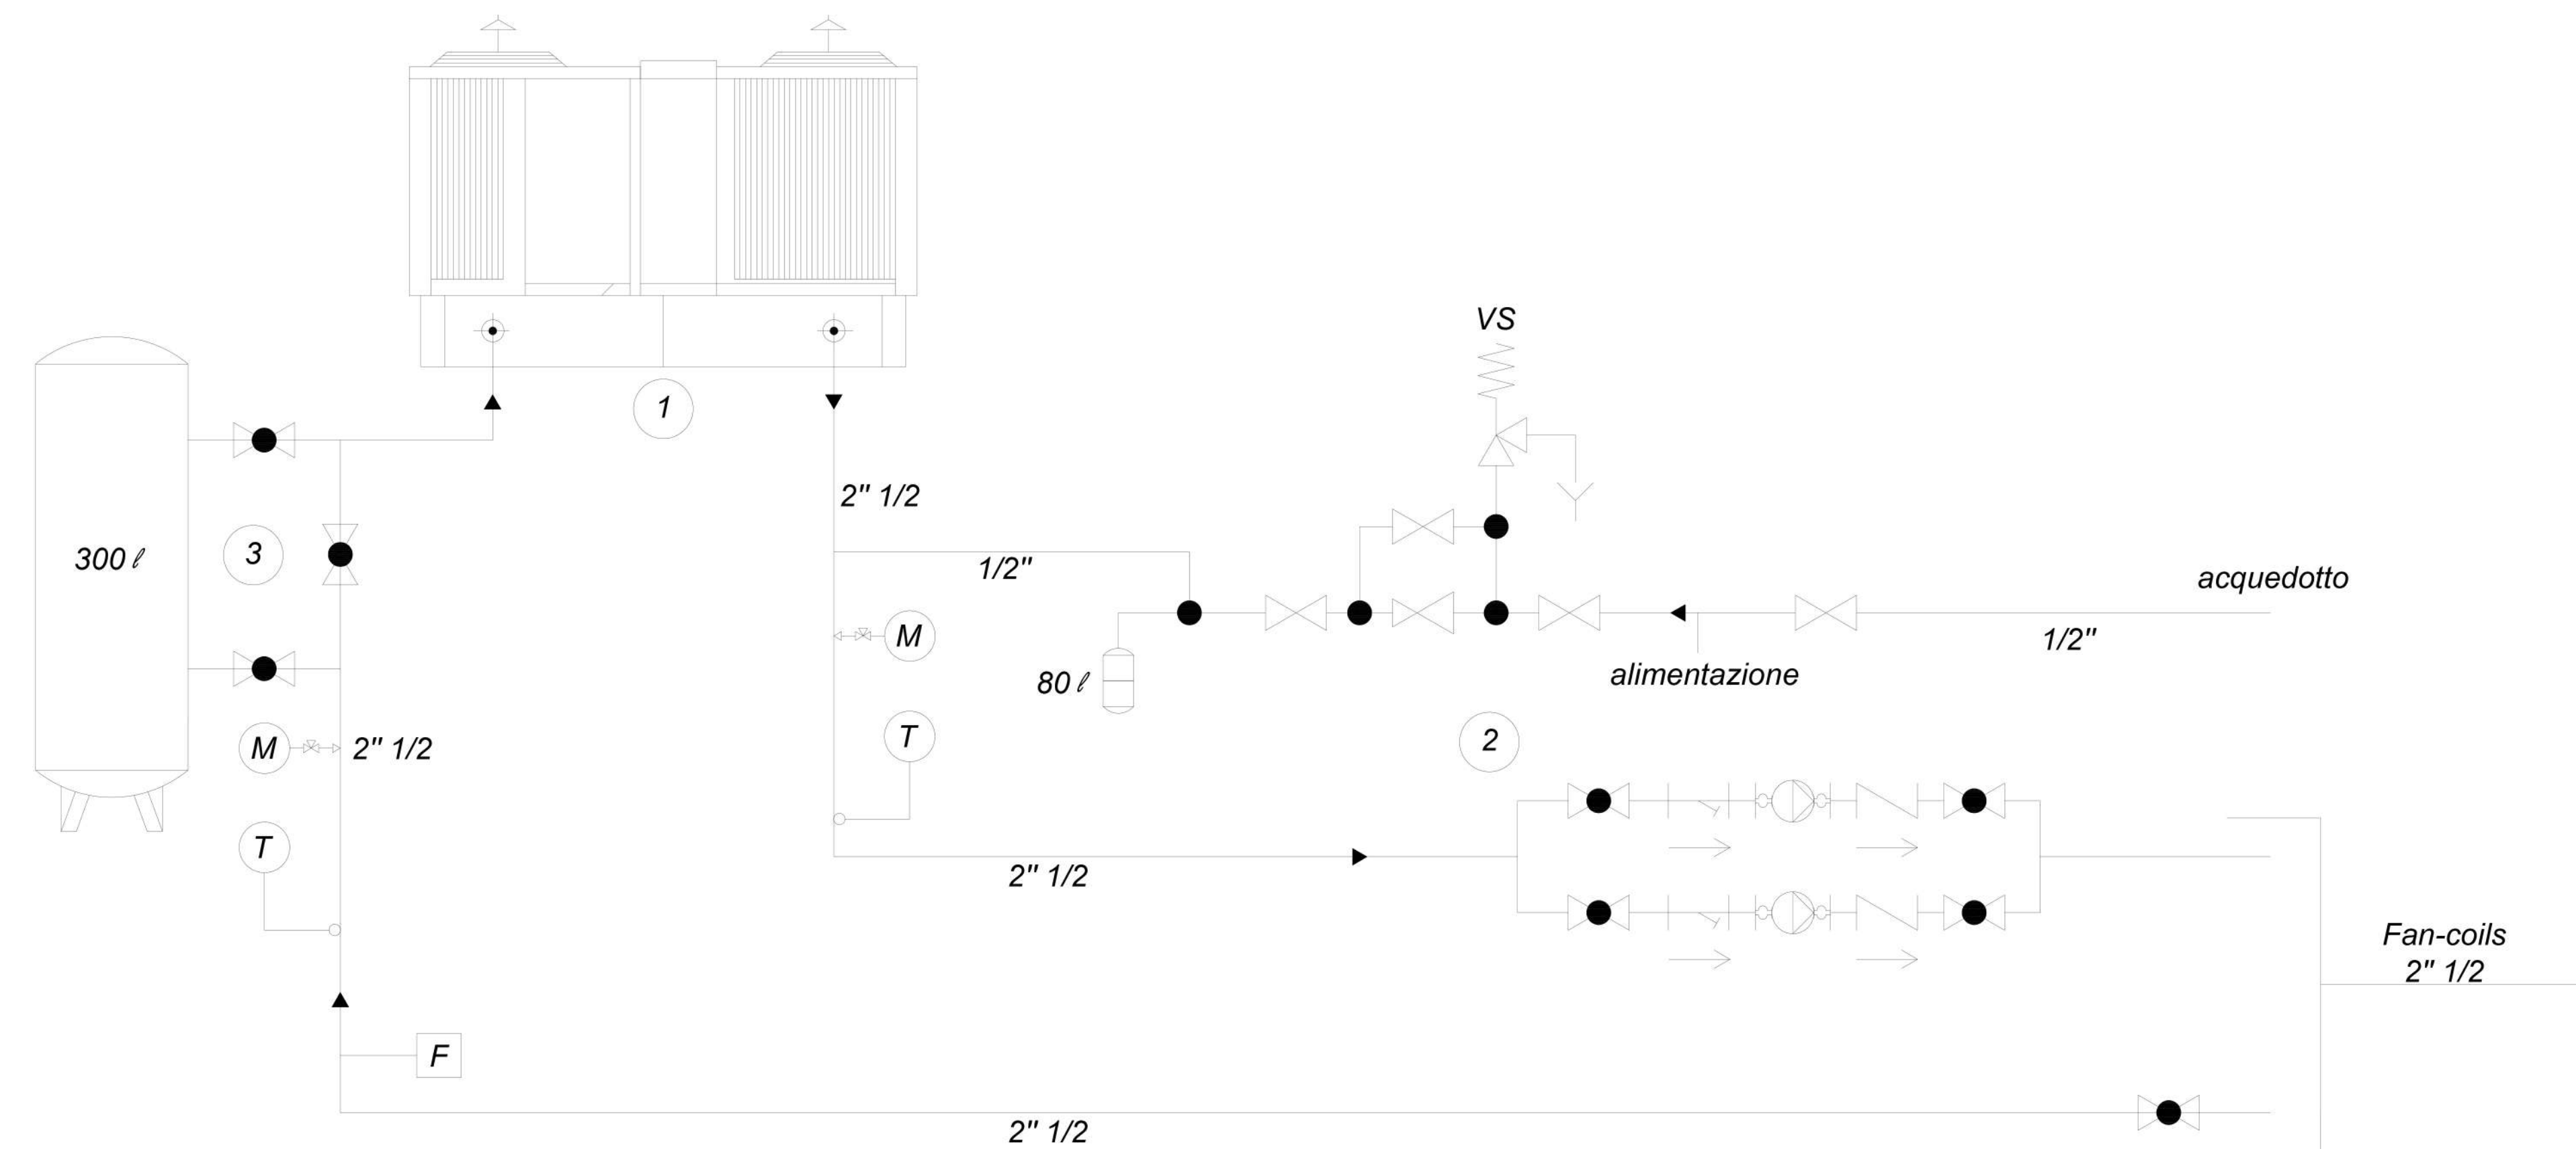 VS
1
2" 1/2
300 ℓ
3
1/2"
acquedotto
M
1/2"
alimentazione
80 ℓ
T
2
M
2" 1/2
T
2" 1/2
Fan-coils
2" 1/2
F
2" 1/2